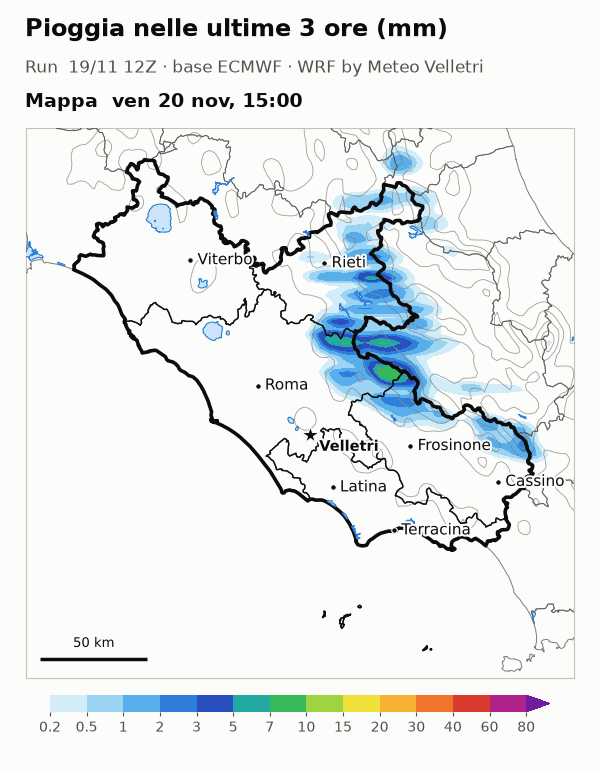 Pioggia nelle ultime 3 ore (mm)
Run  19/11 12Z · base ECMWF · WRF by Meteo Velletri
Mappa  ven 20 nov, 15:00
Viterbo
Rieti
Roma
Velletri
Frosinone
Latina
Cassino
Terracina
50 km
0.2 0.5 1 2 3 5 7 10 15 20 30 40 60 80